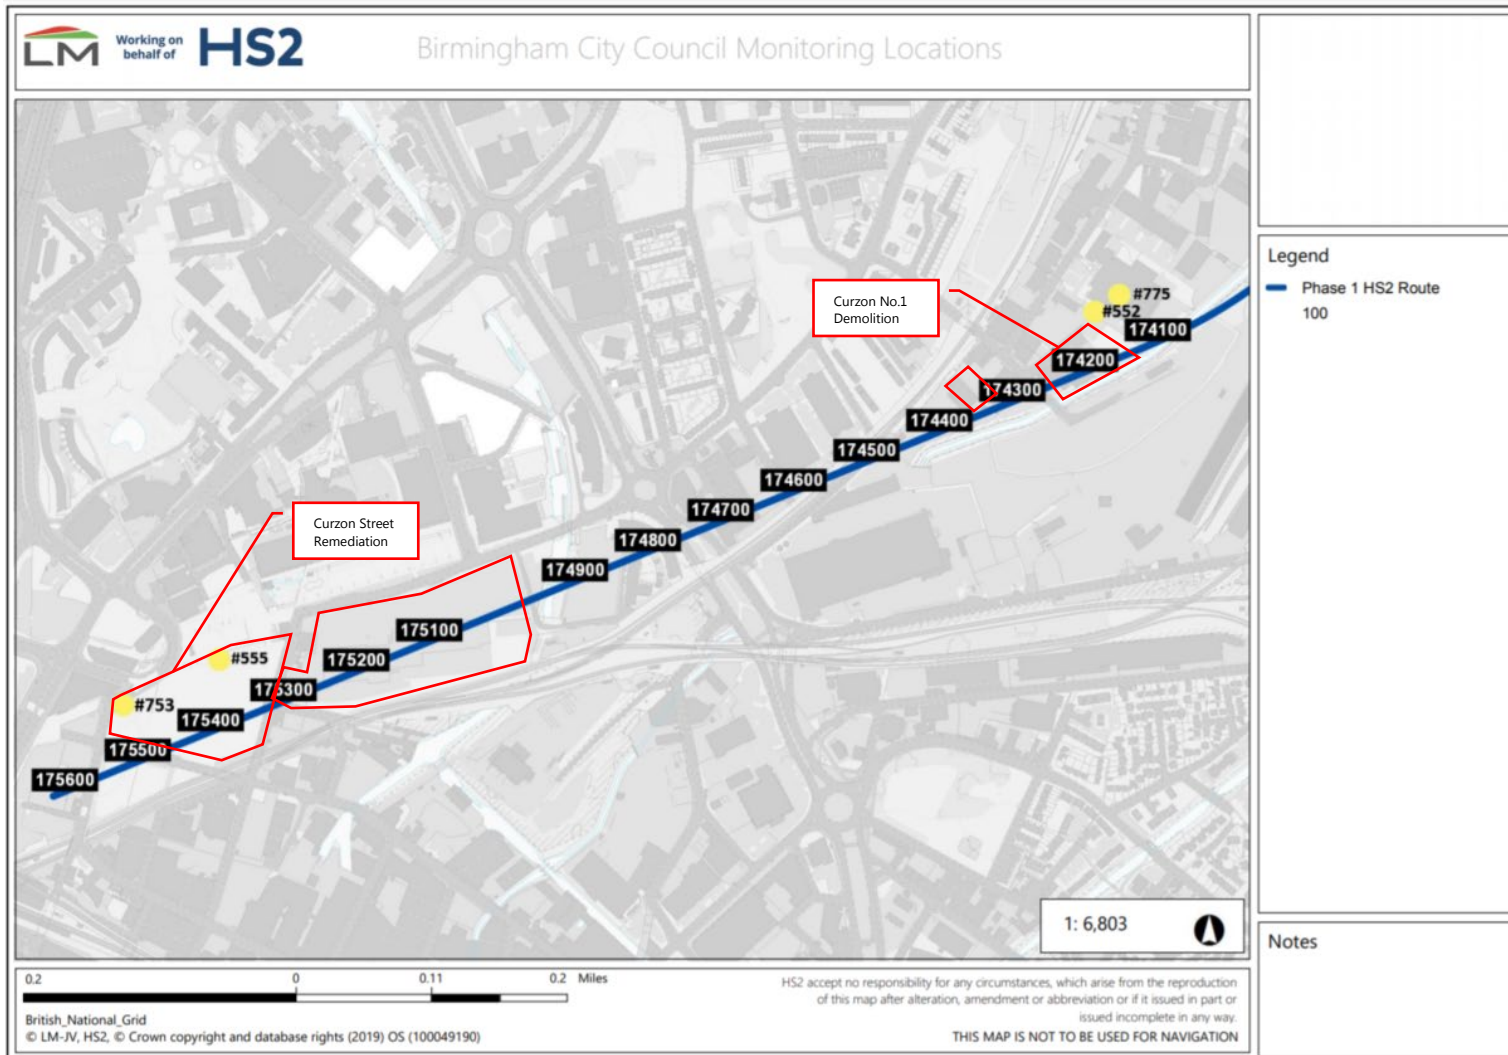 LM
Working on
behalf of
HS2
Birmingham City Council Monitoring Locations
Legend
Phase 1 HS2 Route
100
Curzon No.1
Demolition
#775
#552
174100
174200
174300
174400
174500
174600
174700
174800
174900
Curzon Street
Remediation
175100
175200
#555
175300
#753
175400
175500
175600
1: 6,803
Notes
0.2 0 0.11 0.2 Miles
British_National_Grid
© LM-JV, HS2, © Crown copyright and database rights (2019) OS (100049190)
HS2 accept no responsibility for any circumstances, which arise from the reproduction
of this map after alteration, amendment or abbreviation or if it issued in part or
issued incomplete in any way.
THIS MAP IS NOT TO BE USED FOR NAVIGATION